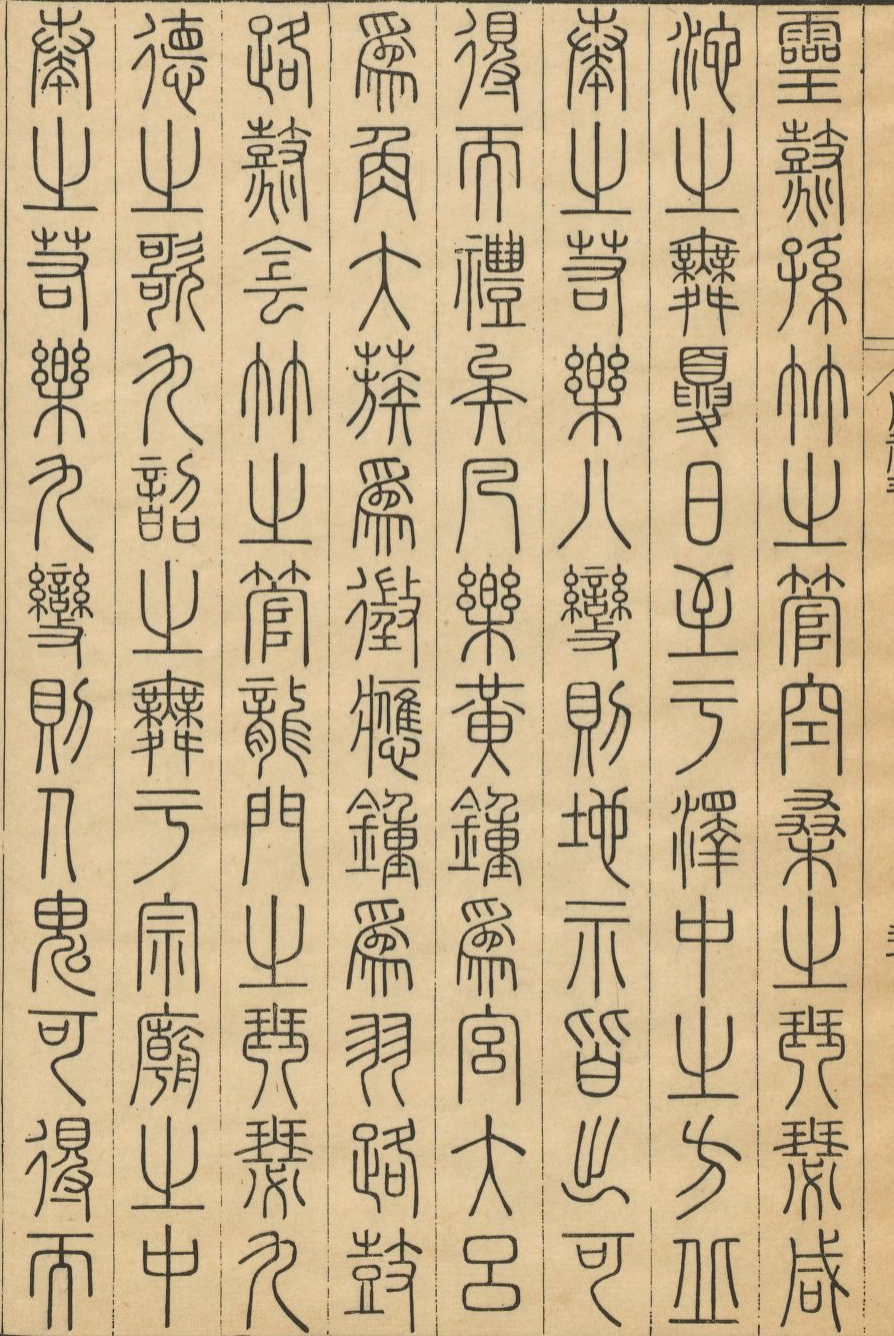 靈鼗孫竹之管空桑之琴瑟咸
池之舞夏日至于澤中之方丘
奏之若樂八變則地示皆出可
得而禮矣凡樂黃鍾爲宮大呂
爲角大蔟爲徵應鍾爲羽路鼓
路鼗侌竹之管龍門之琴瑟九
德之歌九韶之舞于宗廟之中
奏之若樂九變則人鬼可得而